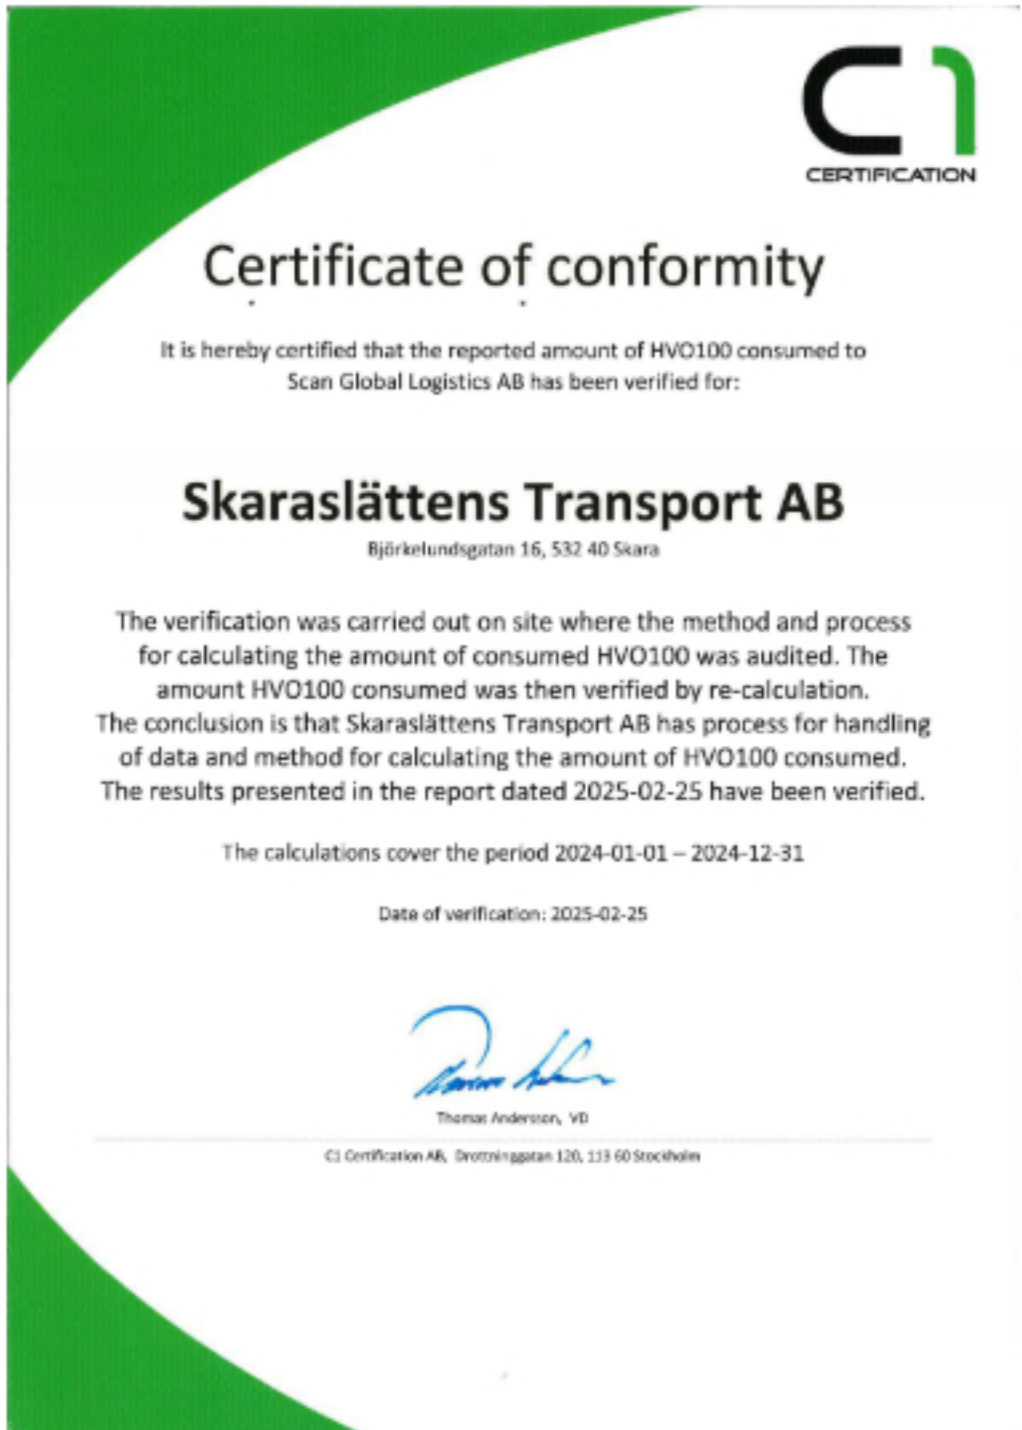 C1
CERTIFICATION
Certificate of conformity
It is hereby certified that the reported amount of HVO100 consumed to
Scan Global Logistics AB has been verified for:
Skaraslättens Transport AB
Björkelundsgatan 16, 532 40 Skara
The verification was carried out on site where the method and process
for calculating the amount of consumed HVO100 was audited. The
amount HVO100 consumed was then verified by re-calculation.
The conclusion is that Skaraslättens Transport AB has process for handling
of data and method for calculating the amount of HVO100 consumed.
The results presented in the report dated 2025-02-25 have been verified.
The calculations cover the period 2024-01-01 – 2024-12-31
Date of verification: 2025-02-25
Thomas Andersson, VD
C1 Certification AB, Drottninggatan 120, 113 60 Stockholm